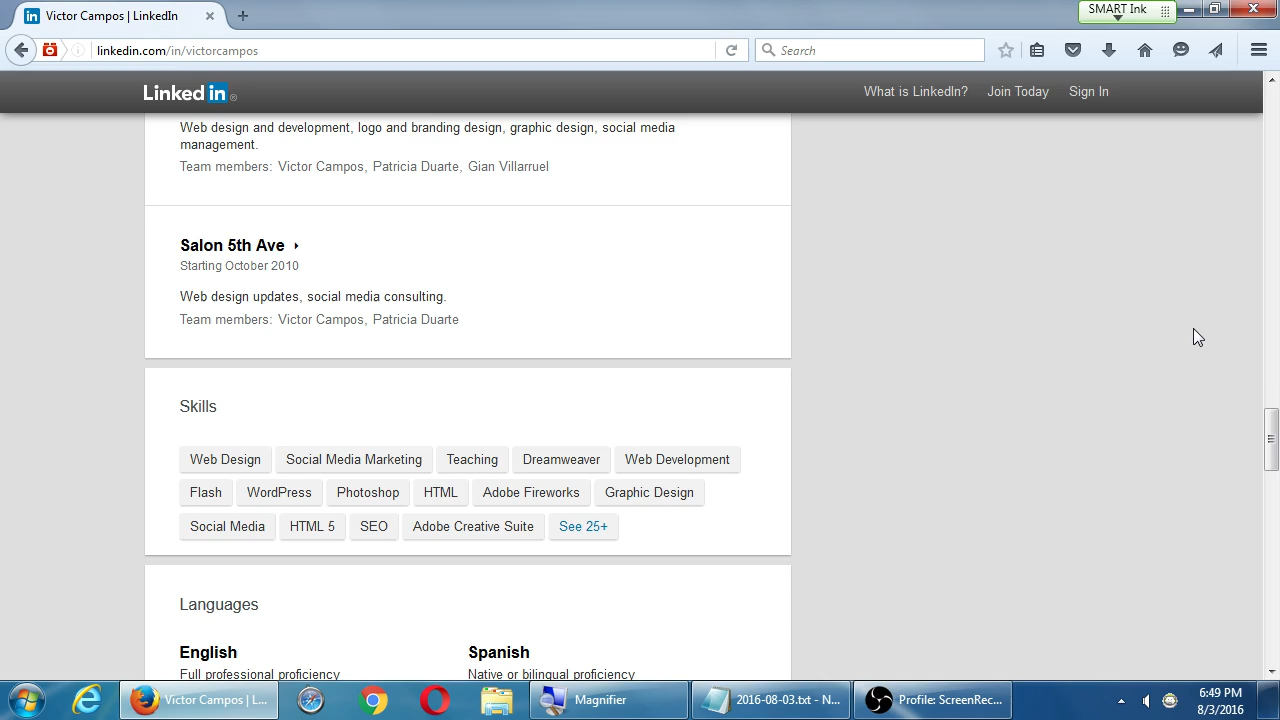 Victor Campos | LinkedIn
SMART Ink
linkedin.com/in/victorcampos
Search
Linked in ®
What is LinkedIn?
Join Today
Sign In
Web design and development, logo and branding design, graphic design, social media
management.
Team members: Victor Campos, Patricia Duarte, Gian Villarruel
Salon 5th Ave
Starting October 2010
Web design updates, social media consulting.
Team members: Victor Campos, Patricia Duarte
Skills
Web Design Social Media Marketing Teaching Dreamweaver Web Development
Flash WordPress Photoshop HTML Adobe Fireworks Graphic Design
Social Media HTML 5 SEO Adobe Creative Suite See 25+
Languages
English Spanish
Full professional proficiency Native or bilingual proficiency
Victor Campos | L...
Magnifier
2016-08-03.txt - N...
Profile: ScreenRec...
6:49 PM
8/3/2016